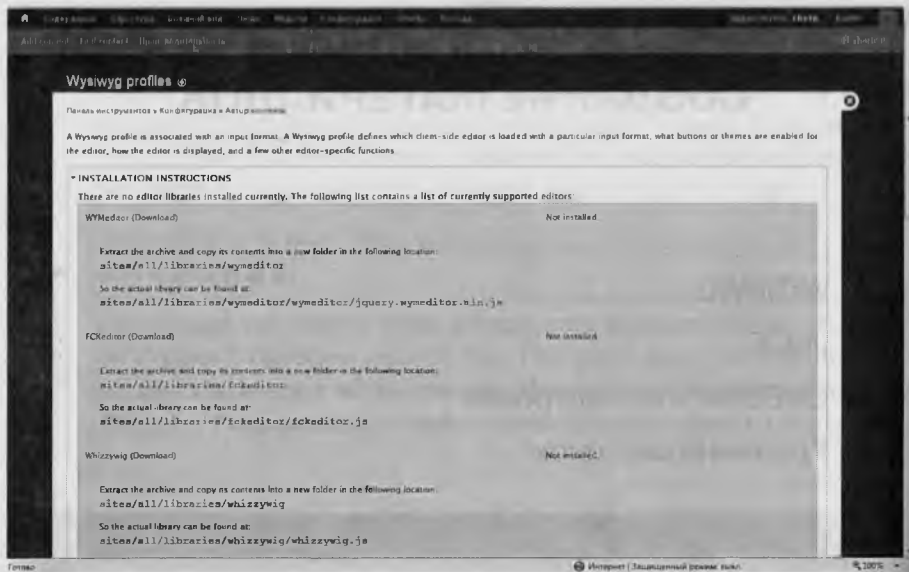 Wysiwyg profiles
Панель инструментов » Конфигурация » Автор
A Wysiwyg profile is associated with an input format. A Wysiwyg profile defines which client-side editor is loaded with a particular input format, what buttons or themes are enabled for
the editor, how the editor is displayed, and a few other editor-specific functions.
INSTALLATION INSTRUCTIONS
There are no editor libraries installed currently. The following list contains a list of currently supported editors:
WYMeditor (Download) Not installed.
Extract the archive and copy its contents into a new folder in the following location:
sites/all/libraries/wymeditor
So the actual library can be found at:
sites/all/libraries/wymeditor/wymeditor/jquery.wymeditor.min.js
FCKeditor (Download) Not installed.
Extract the archive and copy its contents into a new folder in the following location:
sites/all/libraries/fckeditor
So the actual library can be found at:
sites/all/libraries/fckeditor/fckeditor.js
Whizzywig (Download) Not installed.
Extract the archive and copy its contents into a new folder in the following location:
sites/all/libraries/whizzywig
So the actual library can be found at:
sites/all/libraries/whizzywig/whizzywig.js
Готово Интернет | Защищенный режим: выкл. 100%